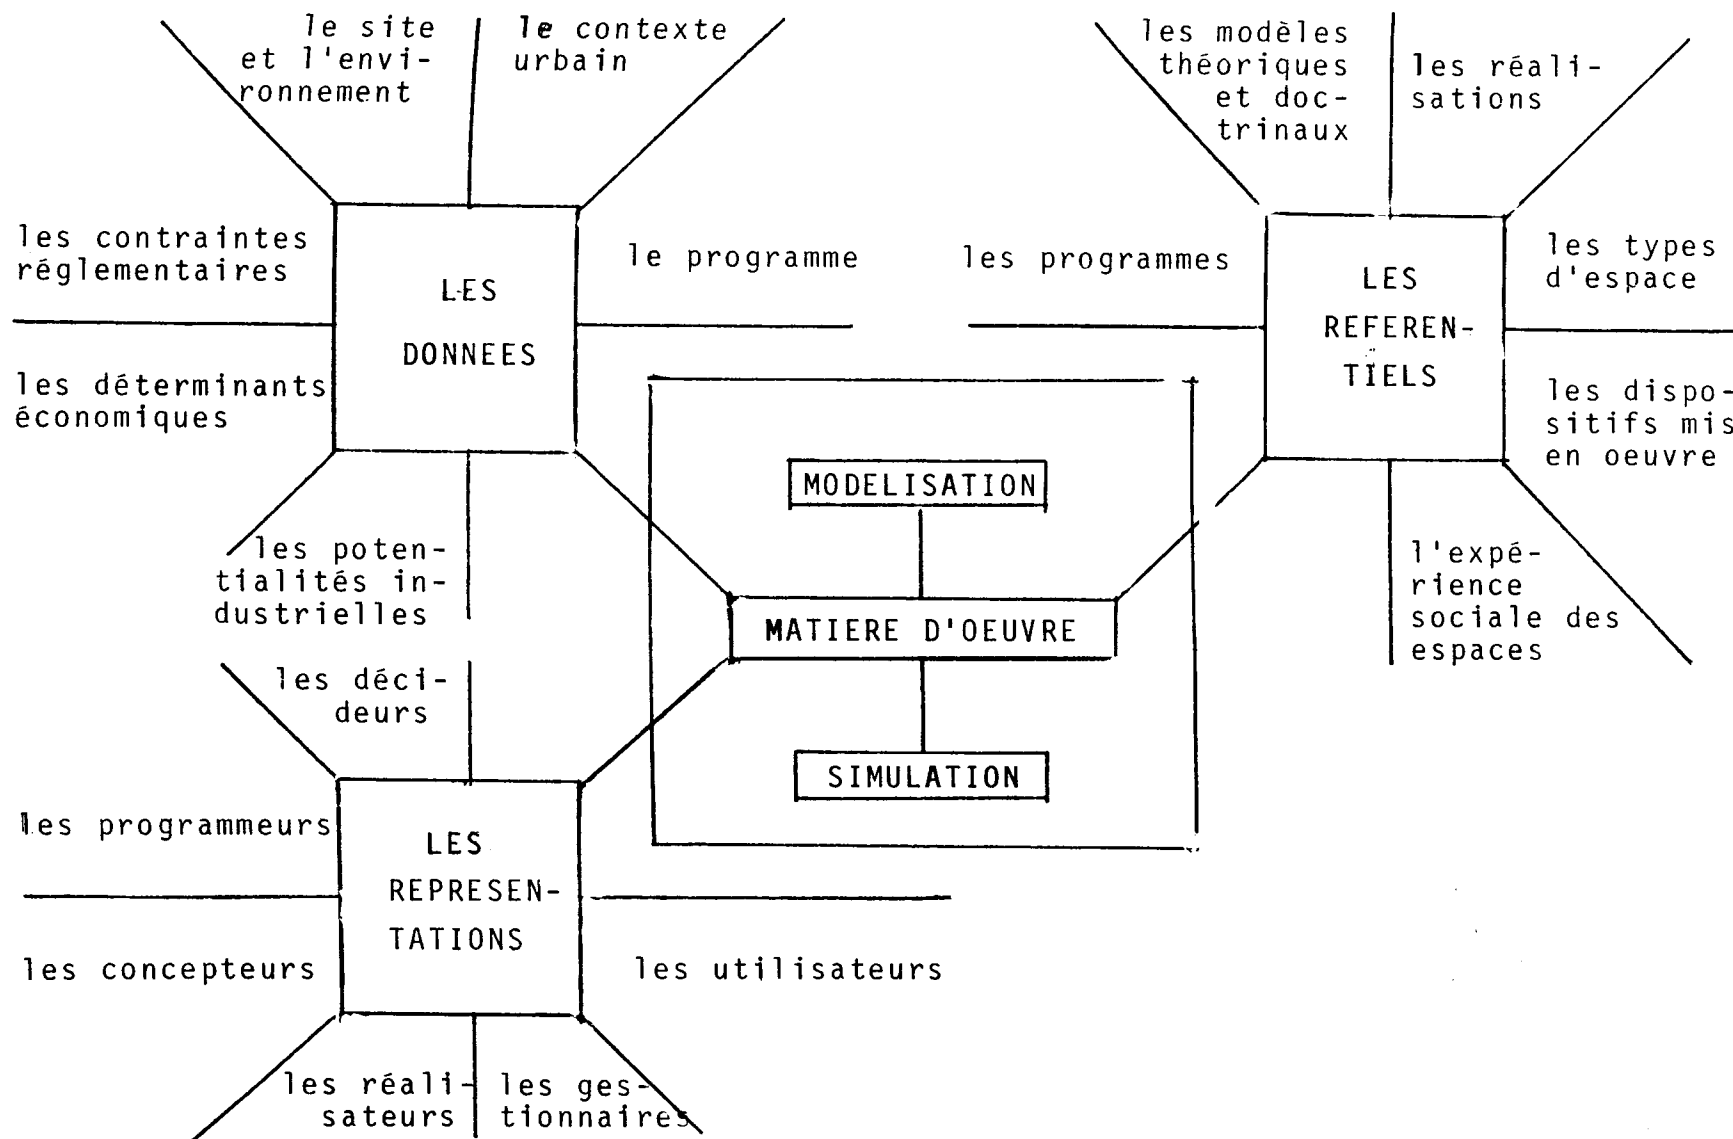 le site
et l'envi-
ronnement
le contexte
urbain
les contraintes
réglementaires
LES
DONNEES
le programme
les déterminants
économiques
les poten-
tialités in-
dustrielles
les modèles
théoriques
et doc-
trinaux
les réali-
sations
les programmes
LES
REFEREN-
TIELS
les types
d'espace
les dispo-
sitifs mis
en oeuvre
l'expé-
rience
sociale des
espaces
MODELISATION
MATIERE D'OEUVRE
SIMULATION
les déci-
deurs
les programmeurs
LES
REPRESEN-
TATIONS
les concepteurs
les utilisateurs
les réali-
sateurs
les ges-
tionnaires